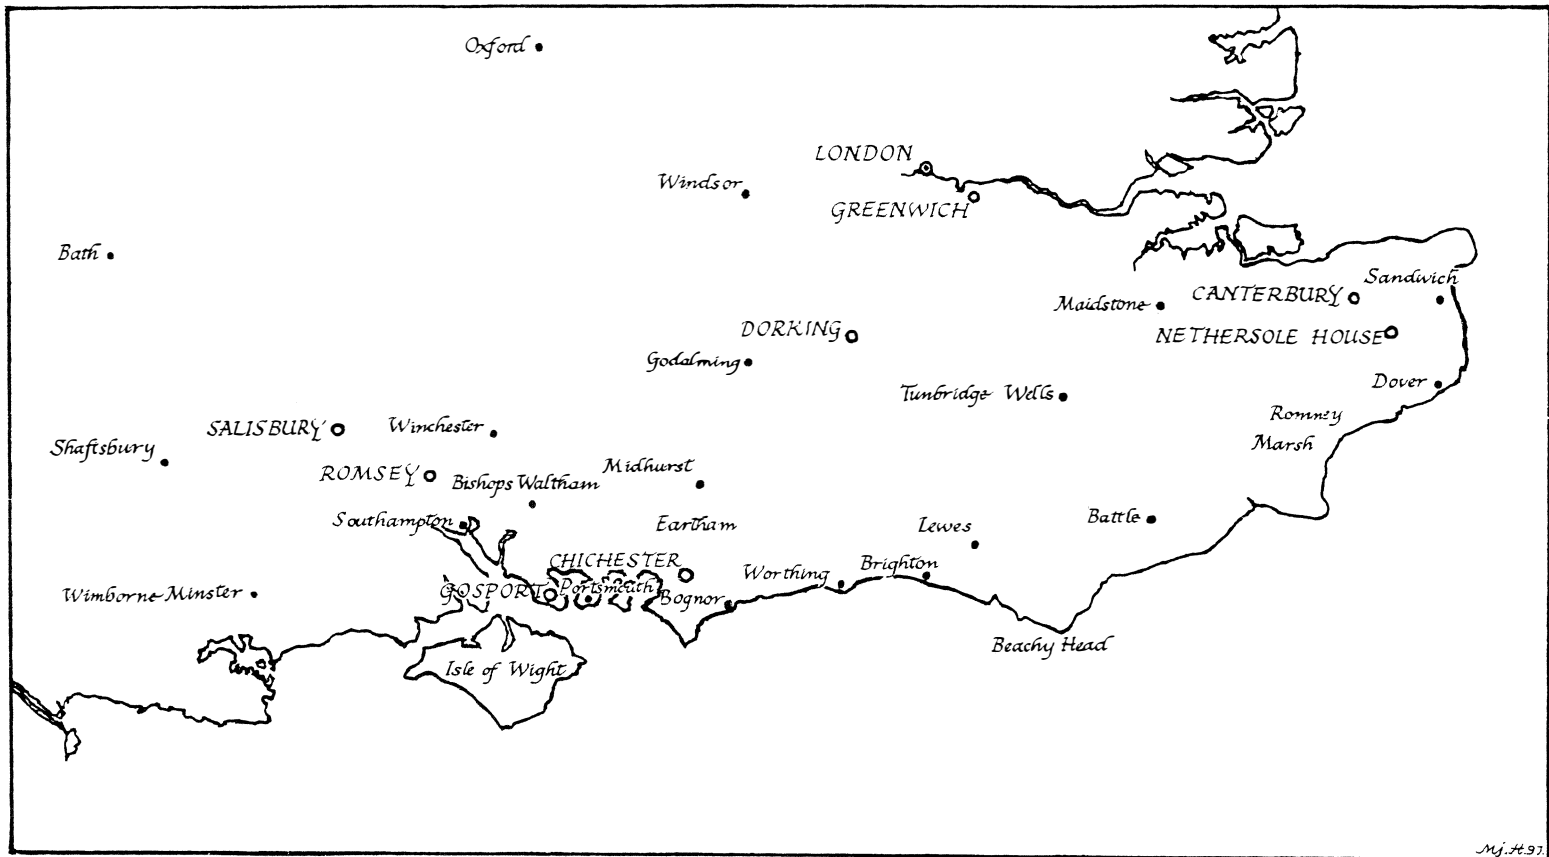 Oxford
LONDON
Windsor
GREENWICH
Bath
Sandwich
CANTERBURY
Maidstone
DORKING
NETHERSOLE HOUSE
Godalming
Dover
Tunbridge Wells
Romney
Marsh
SALISBURY
Winchester
Shaftsbury
ROMSEY
Midhurst
Bishops Waltham
Southampton
Eartham
Lewes
Battle
CHICHESTER
Brighton
Worthing
GOSPORT
Portsmouth
Bognor
Wimborne Minster
Beachy Head
Isle of Wight
Mj.H.97.